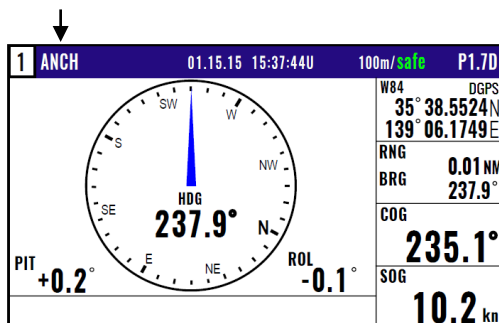 1 ANCH 01.15.15 15:37:44U 100m/safe P1.7D
W84 DGPS
35° 38.5524N
139° 06.1749E
RNG 0.01 NM
BRG 237.9°
COG
235.1°
SOG
10.2 kn
SW
W
S
NW
HDG
237.9°
SE
N
E
NE
PIT
+0.2°
ROL
-0.1°